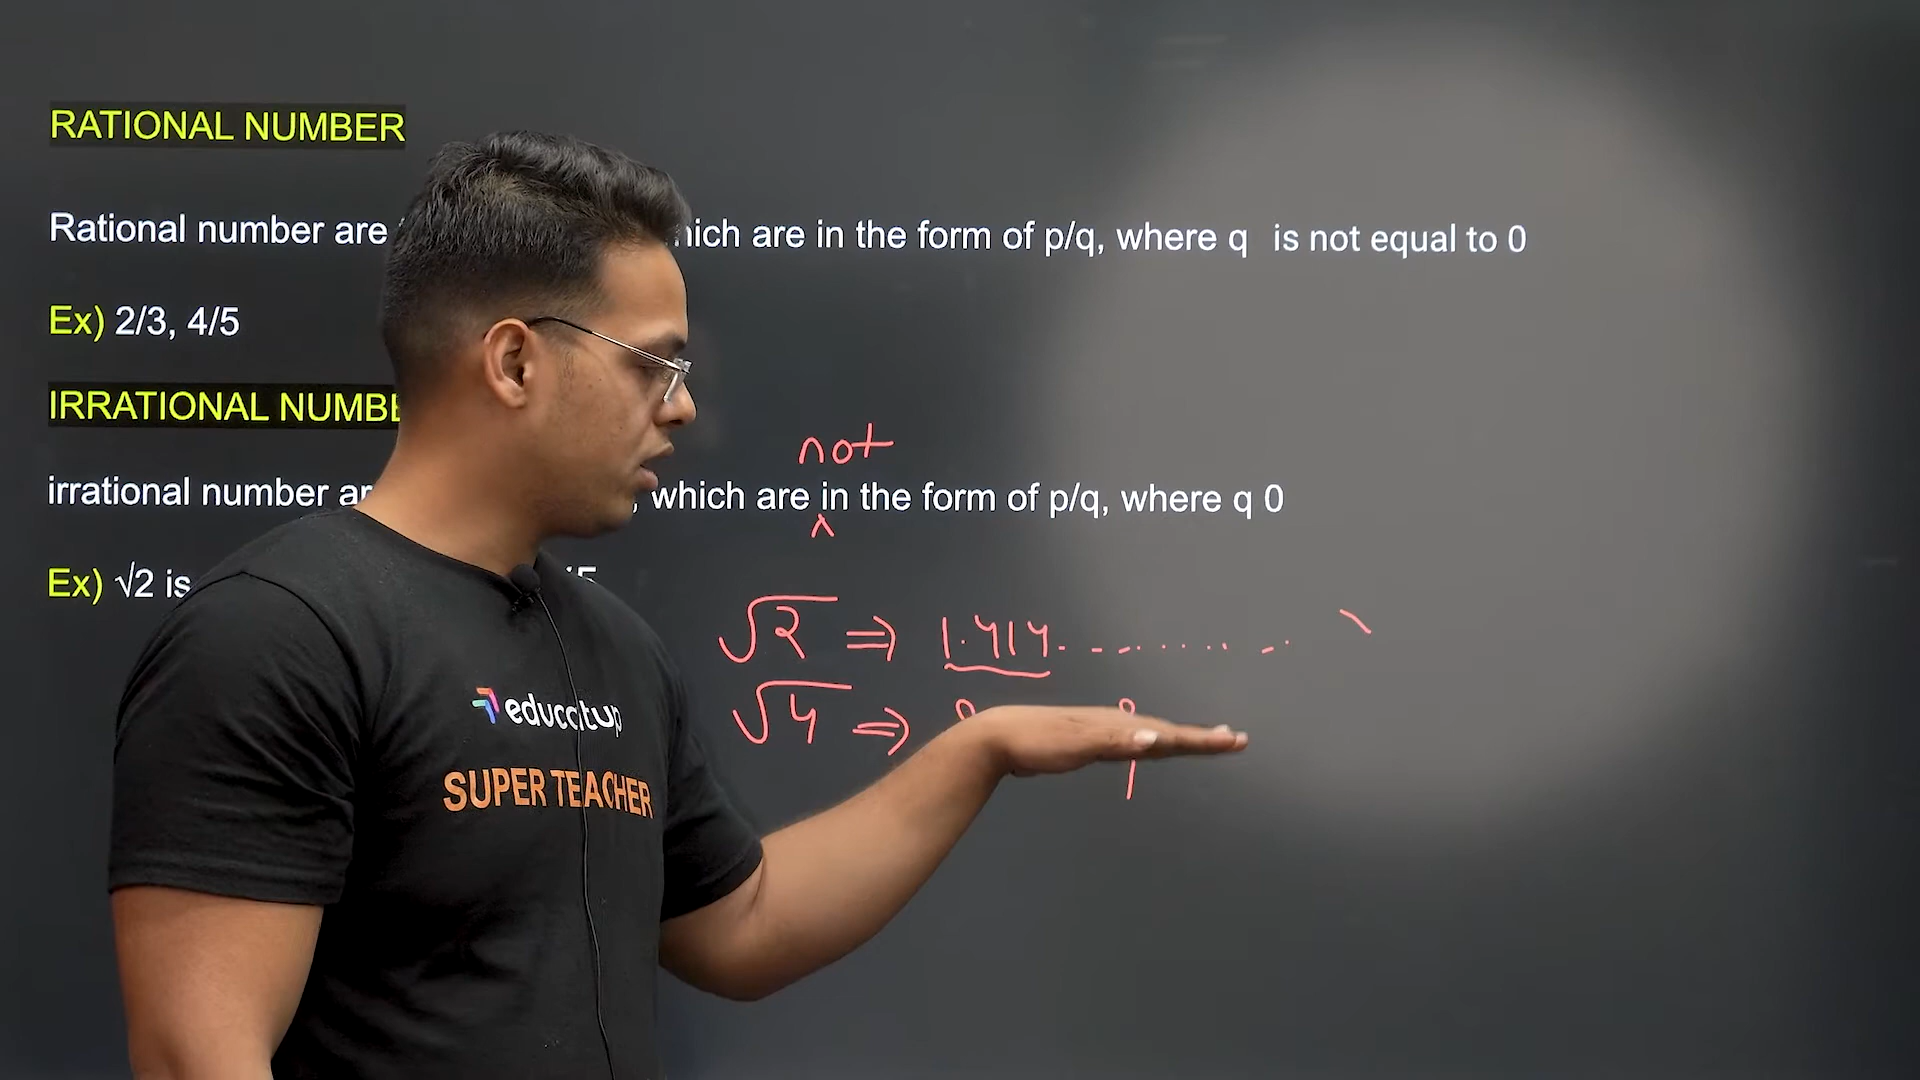 RATIONAL NUMBER
Rational number are which are in the form of p/q, where q is not equal to 0
Ex) 2/3, 4/5
IRRATIONAL NUMBE
not
irrational number ar , which are in the form of p/q, where q 0
^
Ex) √2 is
√2 ⇒ 1.414. - - . . . . . . - .
√4 ⇒
educatup
SUPER TEACHER